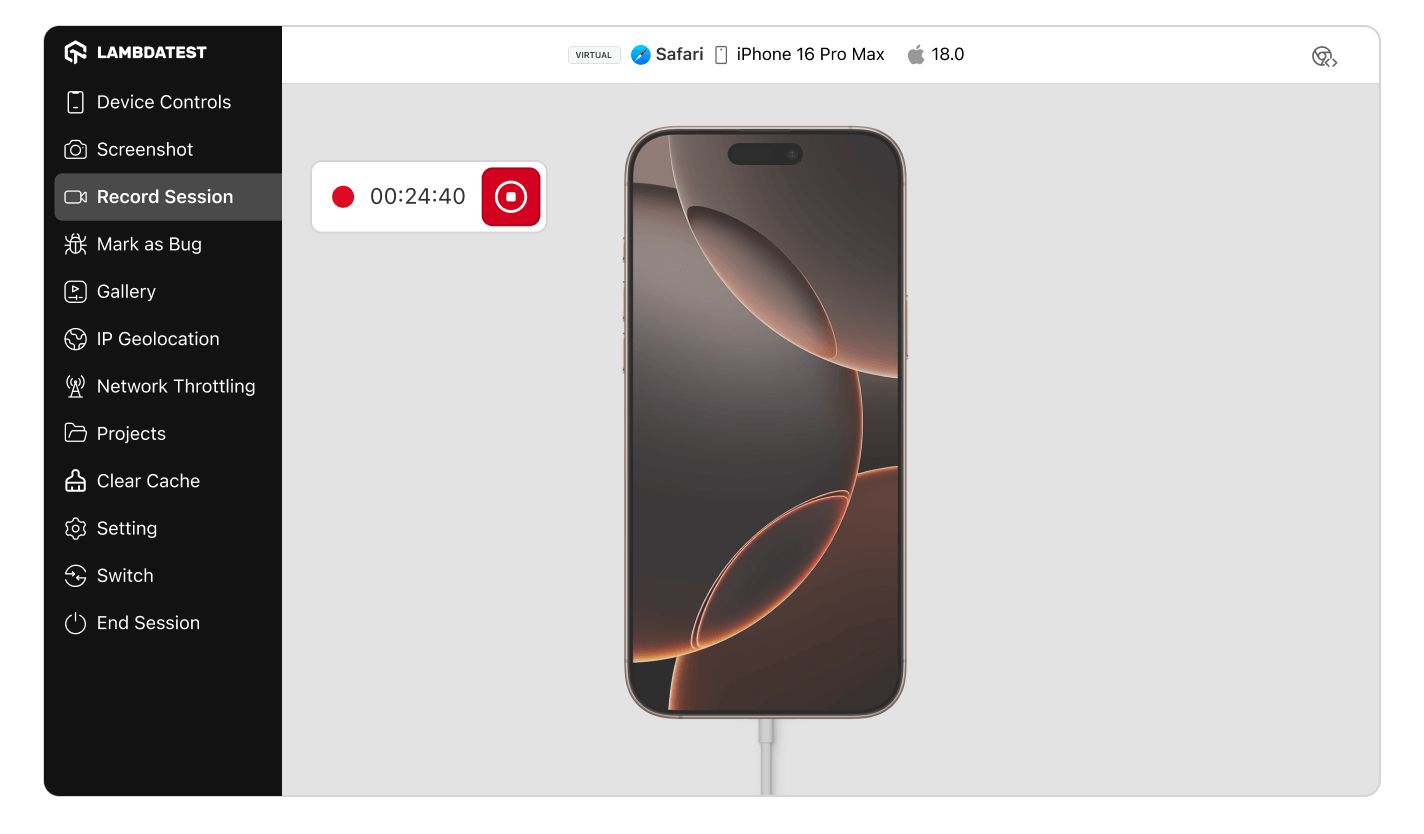 LAMBDATEST
VIRTUAL Safari iPhone 16 Pro Max 18.0
Device Controls
Screenshot
Record Session
Mark as Bug
Gallery
IP Geolocation
Network Throttling
Projects
Clear Cache
Setting
Switch
End Session
00:24:40